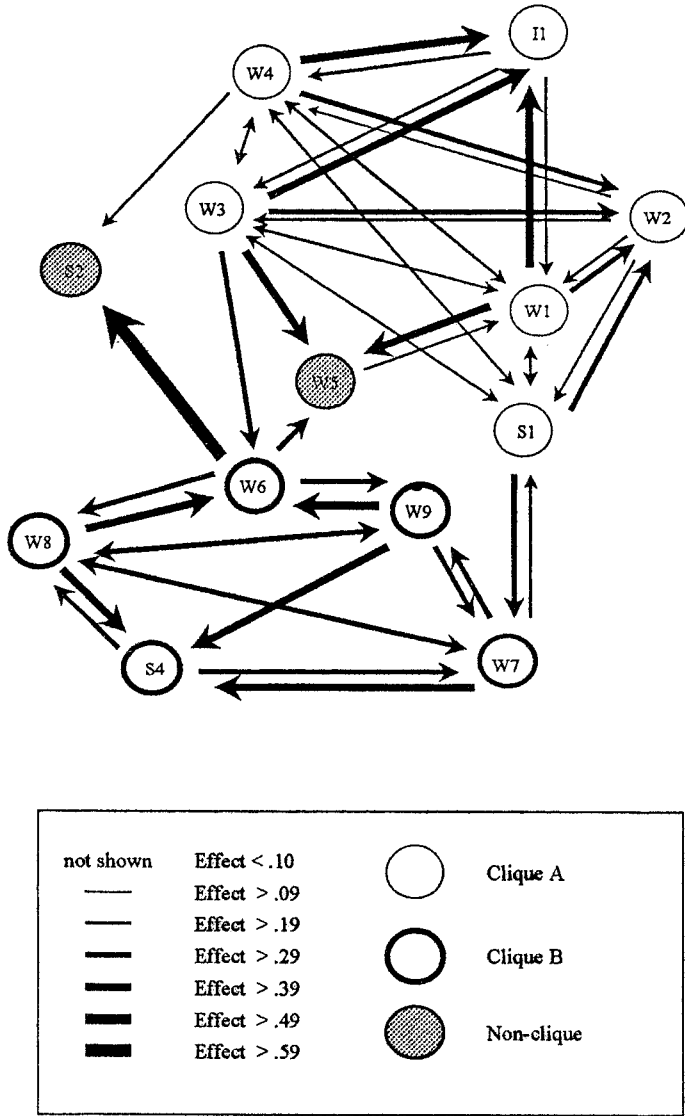 I1
W4
W3
W2
S2
W1
W5
S1
W6
W9
W8
W7
S4
not shown Effect < .10
Effect > .09
Effect > .19
Effect > .29
Effect > .39
Effect > .49
Effect > .59
Clique A
Clique B
Non-clique